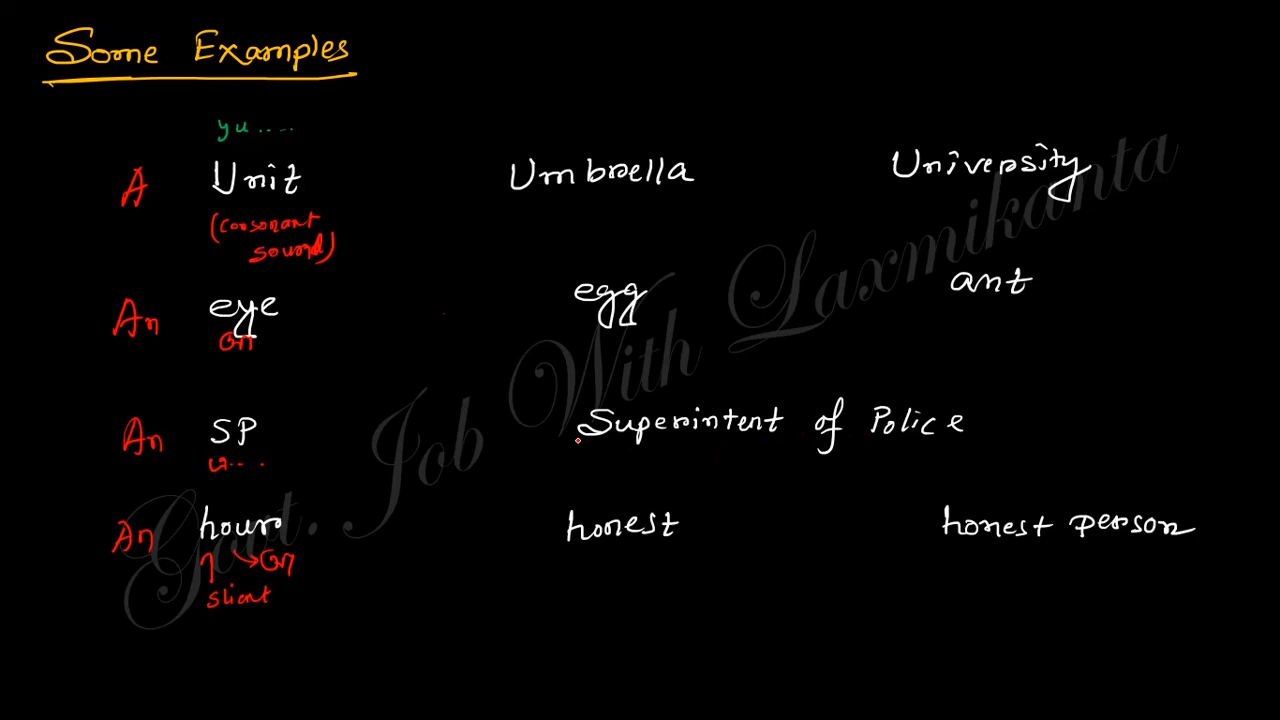 Some Examples
yu....
A Unit Umbrella University
(consonant
sound)
An eye egg ant
An SP Superintent of Police
An hour honest honest person
slient
Govt. Job With Laxmikanta